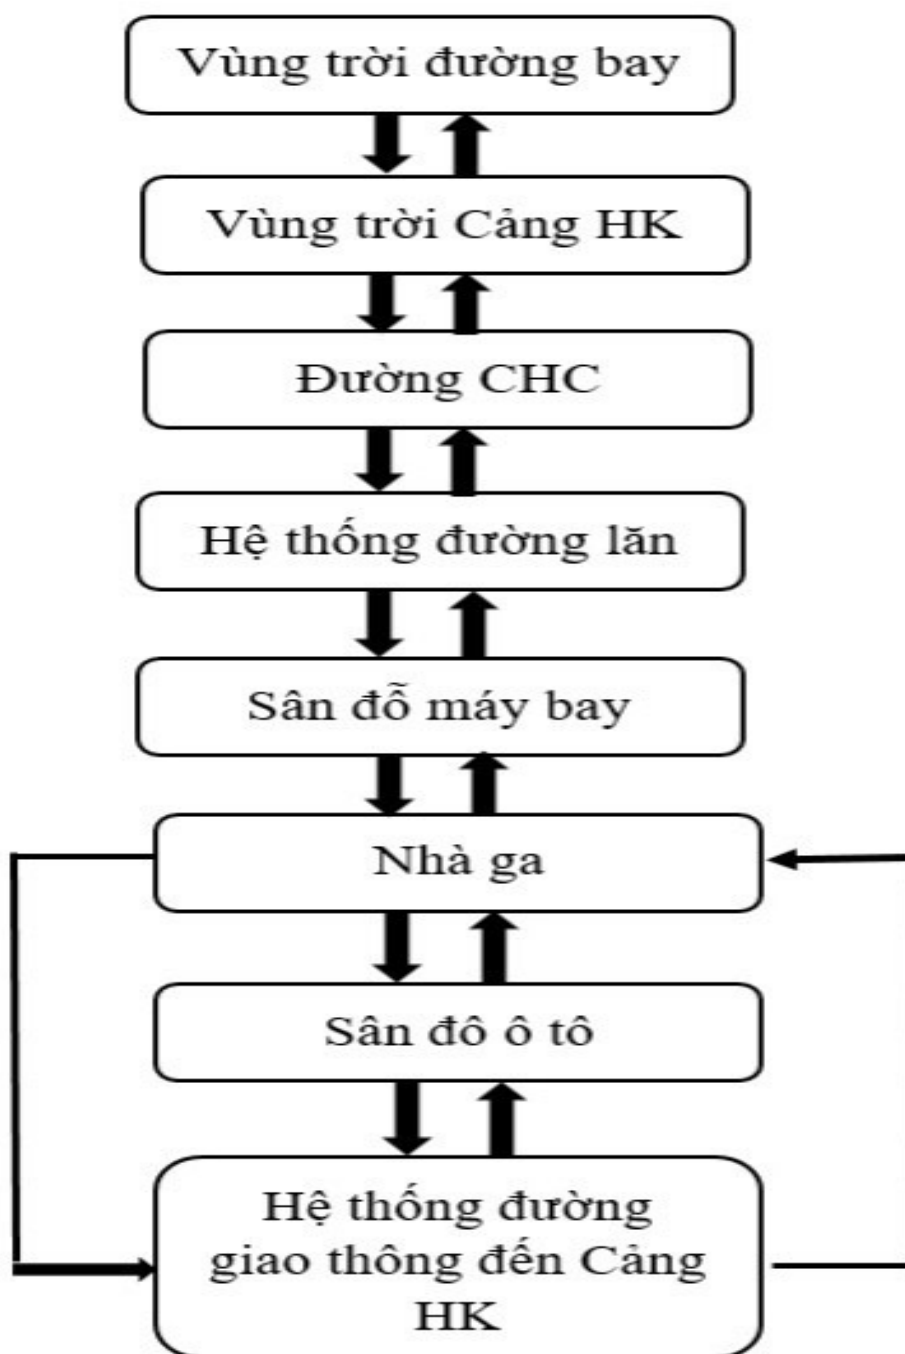 Vùng trời đường bay
Vùng trời Cảng HK
Đường CHC
Hệ thống đường lăn
Sân đỗ máy bay
Nhà ga
Sân đô ô tô
Hệ thống đường
giao thông đến Cảng
HK